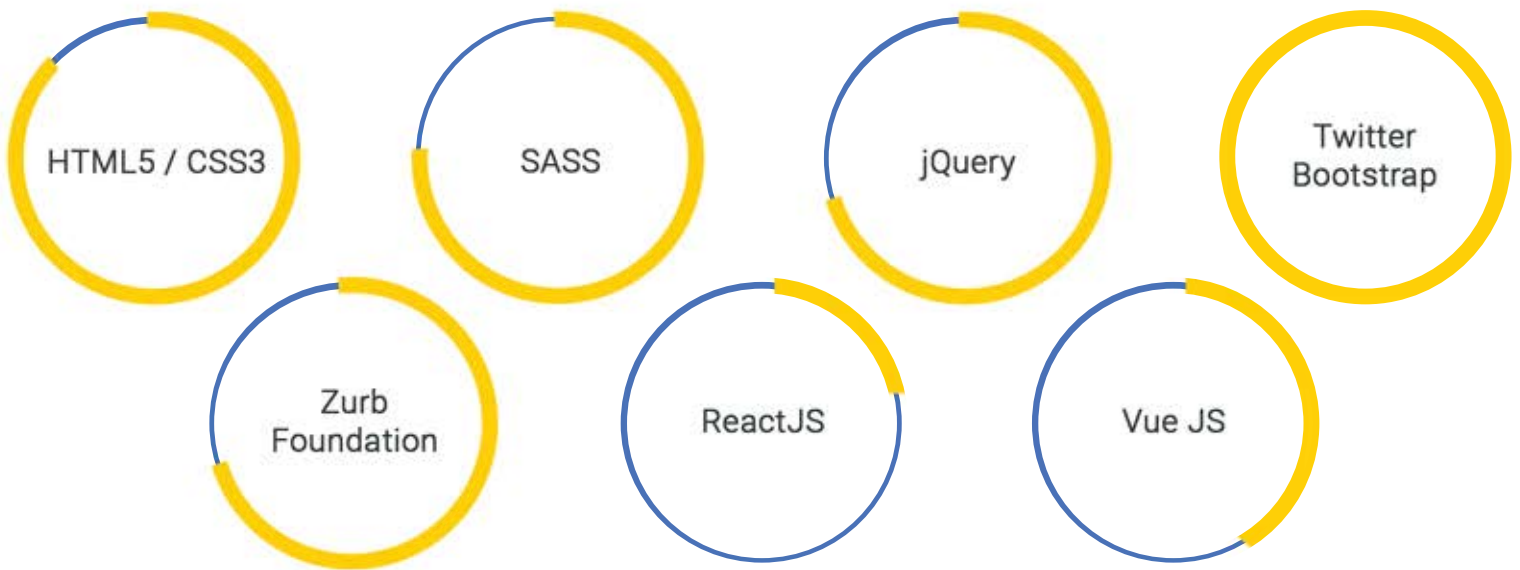 HTML5 / CSS3
SASS
jQuery
Twitter
Bootstrap
Zurb
Foundation
ReactJS
Vue JS